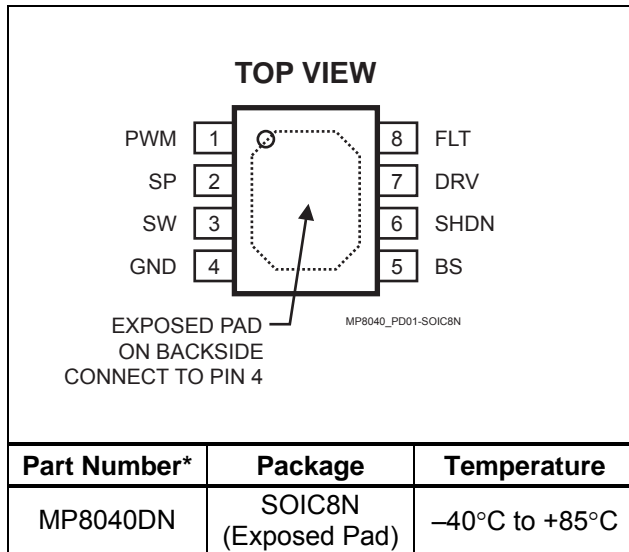 TOP VIEW
PWM 1 8 FLT
SP 2 7 DRV
SW 3 6 SHDN
GND 4 5 BS
EXPOSED PAD
ON BACKSIDE
CONNECT TO PIN 4
MP8040_PD01-SOIC8N
Part Number* Package Temperature
MP8040DN SOIC8N
(Exposed Pad) –40°C to +85°C